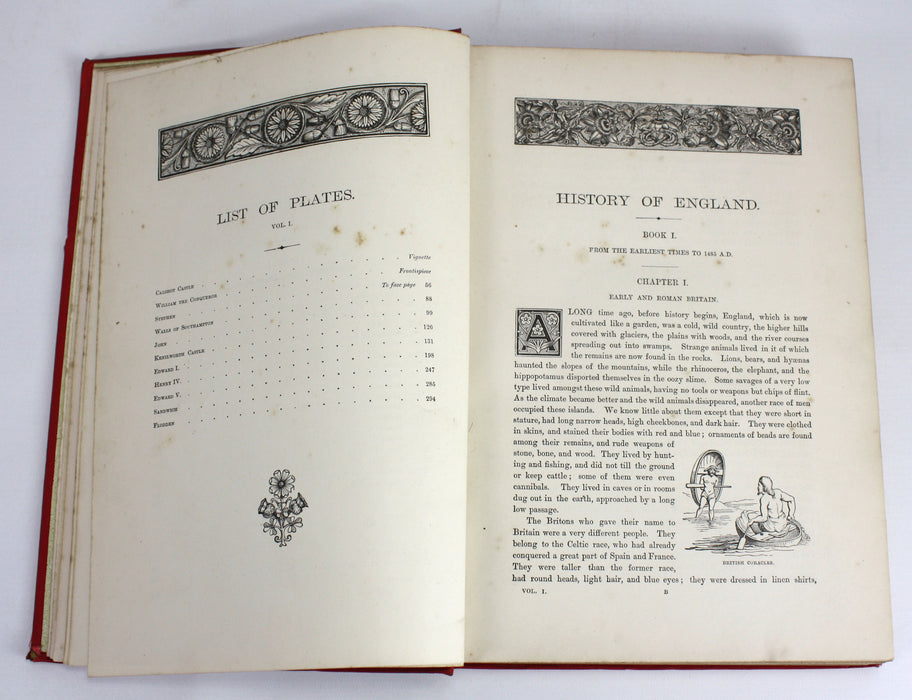 LIST OF PLATES.
VOL. I.
CALSHOT CASTLE . . . . . . . . Vignette
WILLIAM THE CONQUEROR . . . . . . . . Frontispiece
STEPHEN . . . . . . . . To face page 56
WALLS OF SOUTHAMPTON . . . . . . . . 88
JOHN . . . . . . . . 99
KENILWORTH CASTLE . . . . . . . . 126
EDWARD I. . . . . . . . . 151
HENRY IV. . . . . . . . . 198
EDWARD V. . . . . . . . . 247
SANDWICH . . . . . . . . 285
FLODDEN . . . . . . . . 294
HISTORY OF ENGLAND.
BOOK I.
FROM THE EARLIEST TIMES TO 1485 A.D.
CHAPTER I.
EARLY AND ROMAN BRITAIN.
A LONG time ago, before history begins, England, which is now
cultivated like a garden, was a cold, wild country, the higher hills
covered with glaciers, the plains with woods, and the river courses
spreading out into swamps. Strange animals lived in it of which
the remains are now found in the rocks. Lions, bears, and hyænas
haunted the slopes of the mountains, while the rhinoceros, the elephant, and the
hippopotamus disported themselves in the oozy slime. Some savages of a very low
type lived amongst these wild animals, having no tools or weapons but chips of flint.
As the climate became better and the wild animals disappeared, another race of men
occupied these islands. We know little about them except that they were short in
stature, had long narrow heads, high cheekbones, and dark hair. They were clothed
in skins, and stained their bodies with red and blue; ornaments of beads are found
among their remains, and rude weapons of
stone, bone, and wood. They lived by hunt-
ing and fishing, and did not till the ground
or keep cattle; some of them were even
cannibals. They lived in caves or in rooms
dug out in the earth, approached by a long
low passage.
The Britons who gave their name to
Britain were a very different people. They
belong to the Celtic race, who had already
conquered a great part of Spain and France.
They were taller than the former race,
had round heads, light hair, and blue eyes; they were dressed in linen shirts,
BRITISH CORACLES.
VOL. I. B